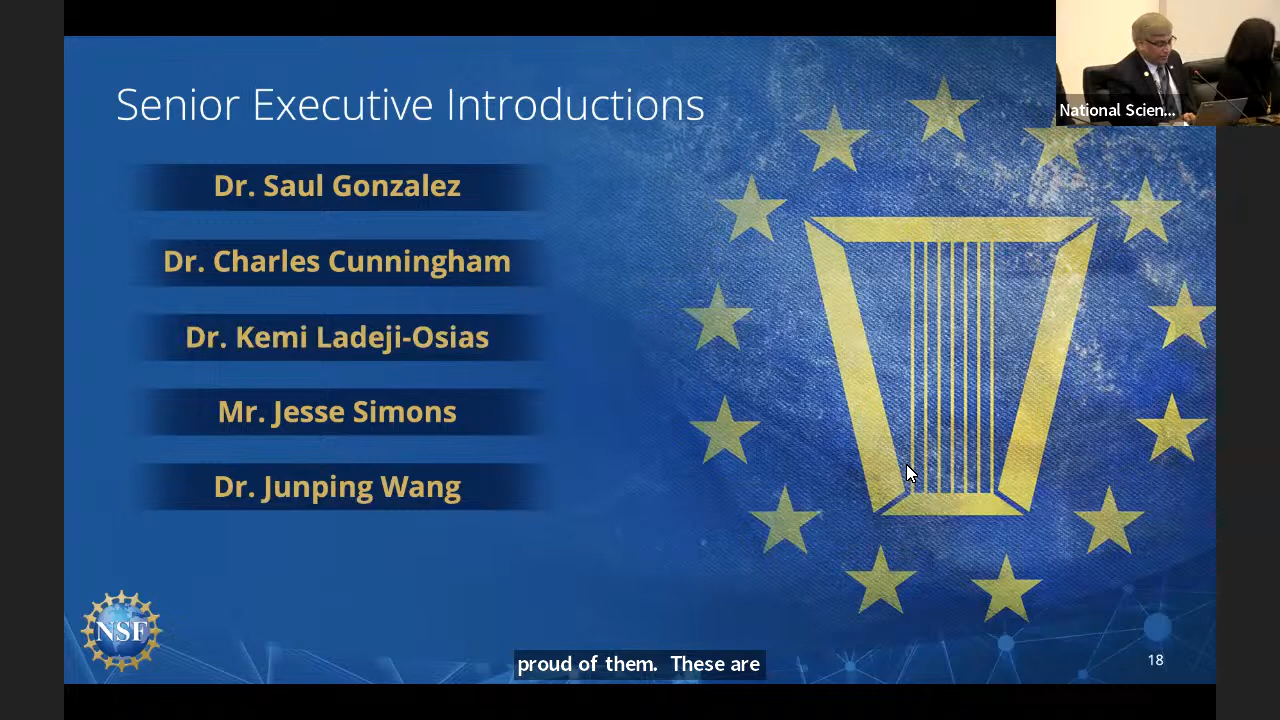 Senior Executive Introductions
National Scien...
Dr. Saul Gonzalez
Dr. Charles Cunningham
Dr. Kemi Ladeji-Osias
Mr. Jesse Simons
Dr. Junping Wang
NSF
proud of them.  These are
18